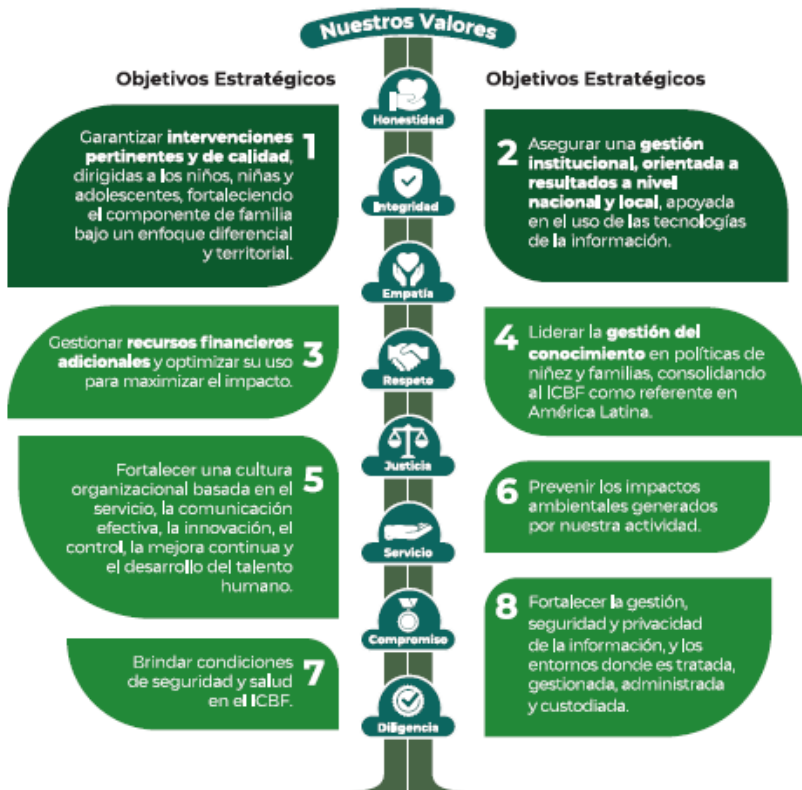 Nuestros Valores
Objetivos Estratégicos
Objetivos Estratégicos
Honestidad
Integridad
Empatía
Respeto
Justicia
Servicio
Compromiso
Diligencia
1
Garantizar intervenciones
pertinentes y de calidad,
dirigidas a los niños, niñas y
adolescentes, fortaleciendo
el componente de familia
bajo un enfoque diferencial
y territorial.
2
Asegurar una gestión
institucional, orientada a
resultados a nivel
nacional y local, apoyada
en el uso de las tecnologías
de la información.
3
Gestionar recursos financieros
adicionales y optimizar su uso
para maximizar el impacto.
4
Liderar la gestión del
conocimiento en políticas de
niñez y familias, consolidando
al ICBF como referente en
América Latina.
5
Fortalecer una cultura
organizacional basada en el
servicio, la comunicación
efectiva, la innovación, el
control, la mejora continua y
el desarrollo del talento
humano.
6
Prevenir los impactos
ambientales generados
por nuestra actividad.
7
Brindar condiciones
de seguridad y salud
en el ICBF.
8
Fortalecer la gestión,
seguridad y privacidad
de la información, y los
entornos donde es tratada,
gestionada, administrada
y custodiada.